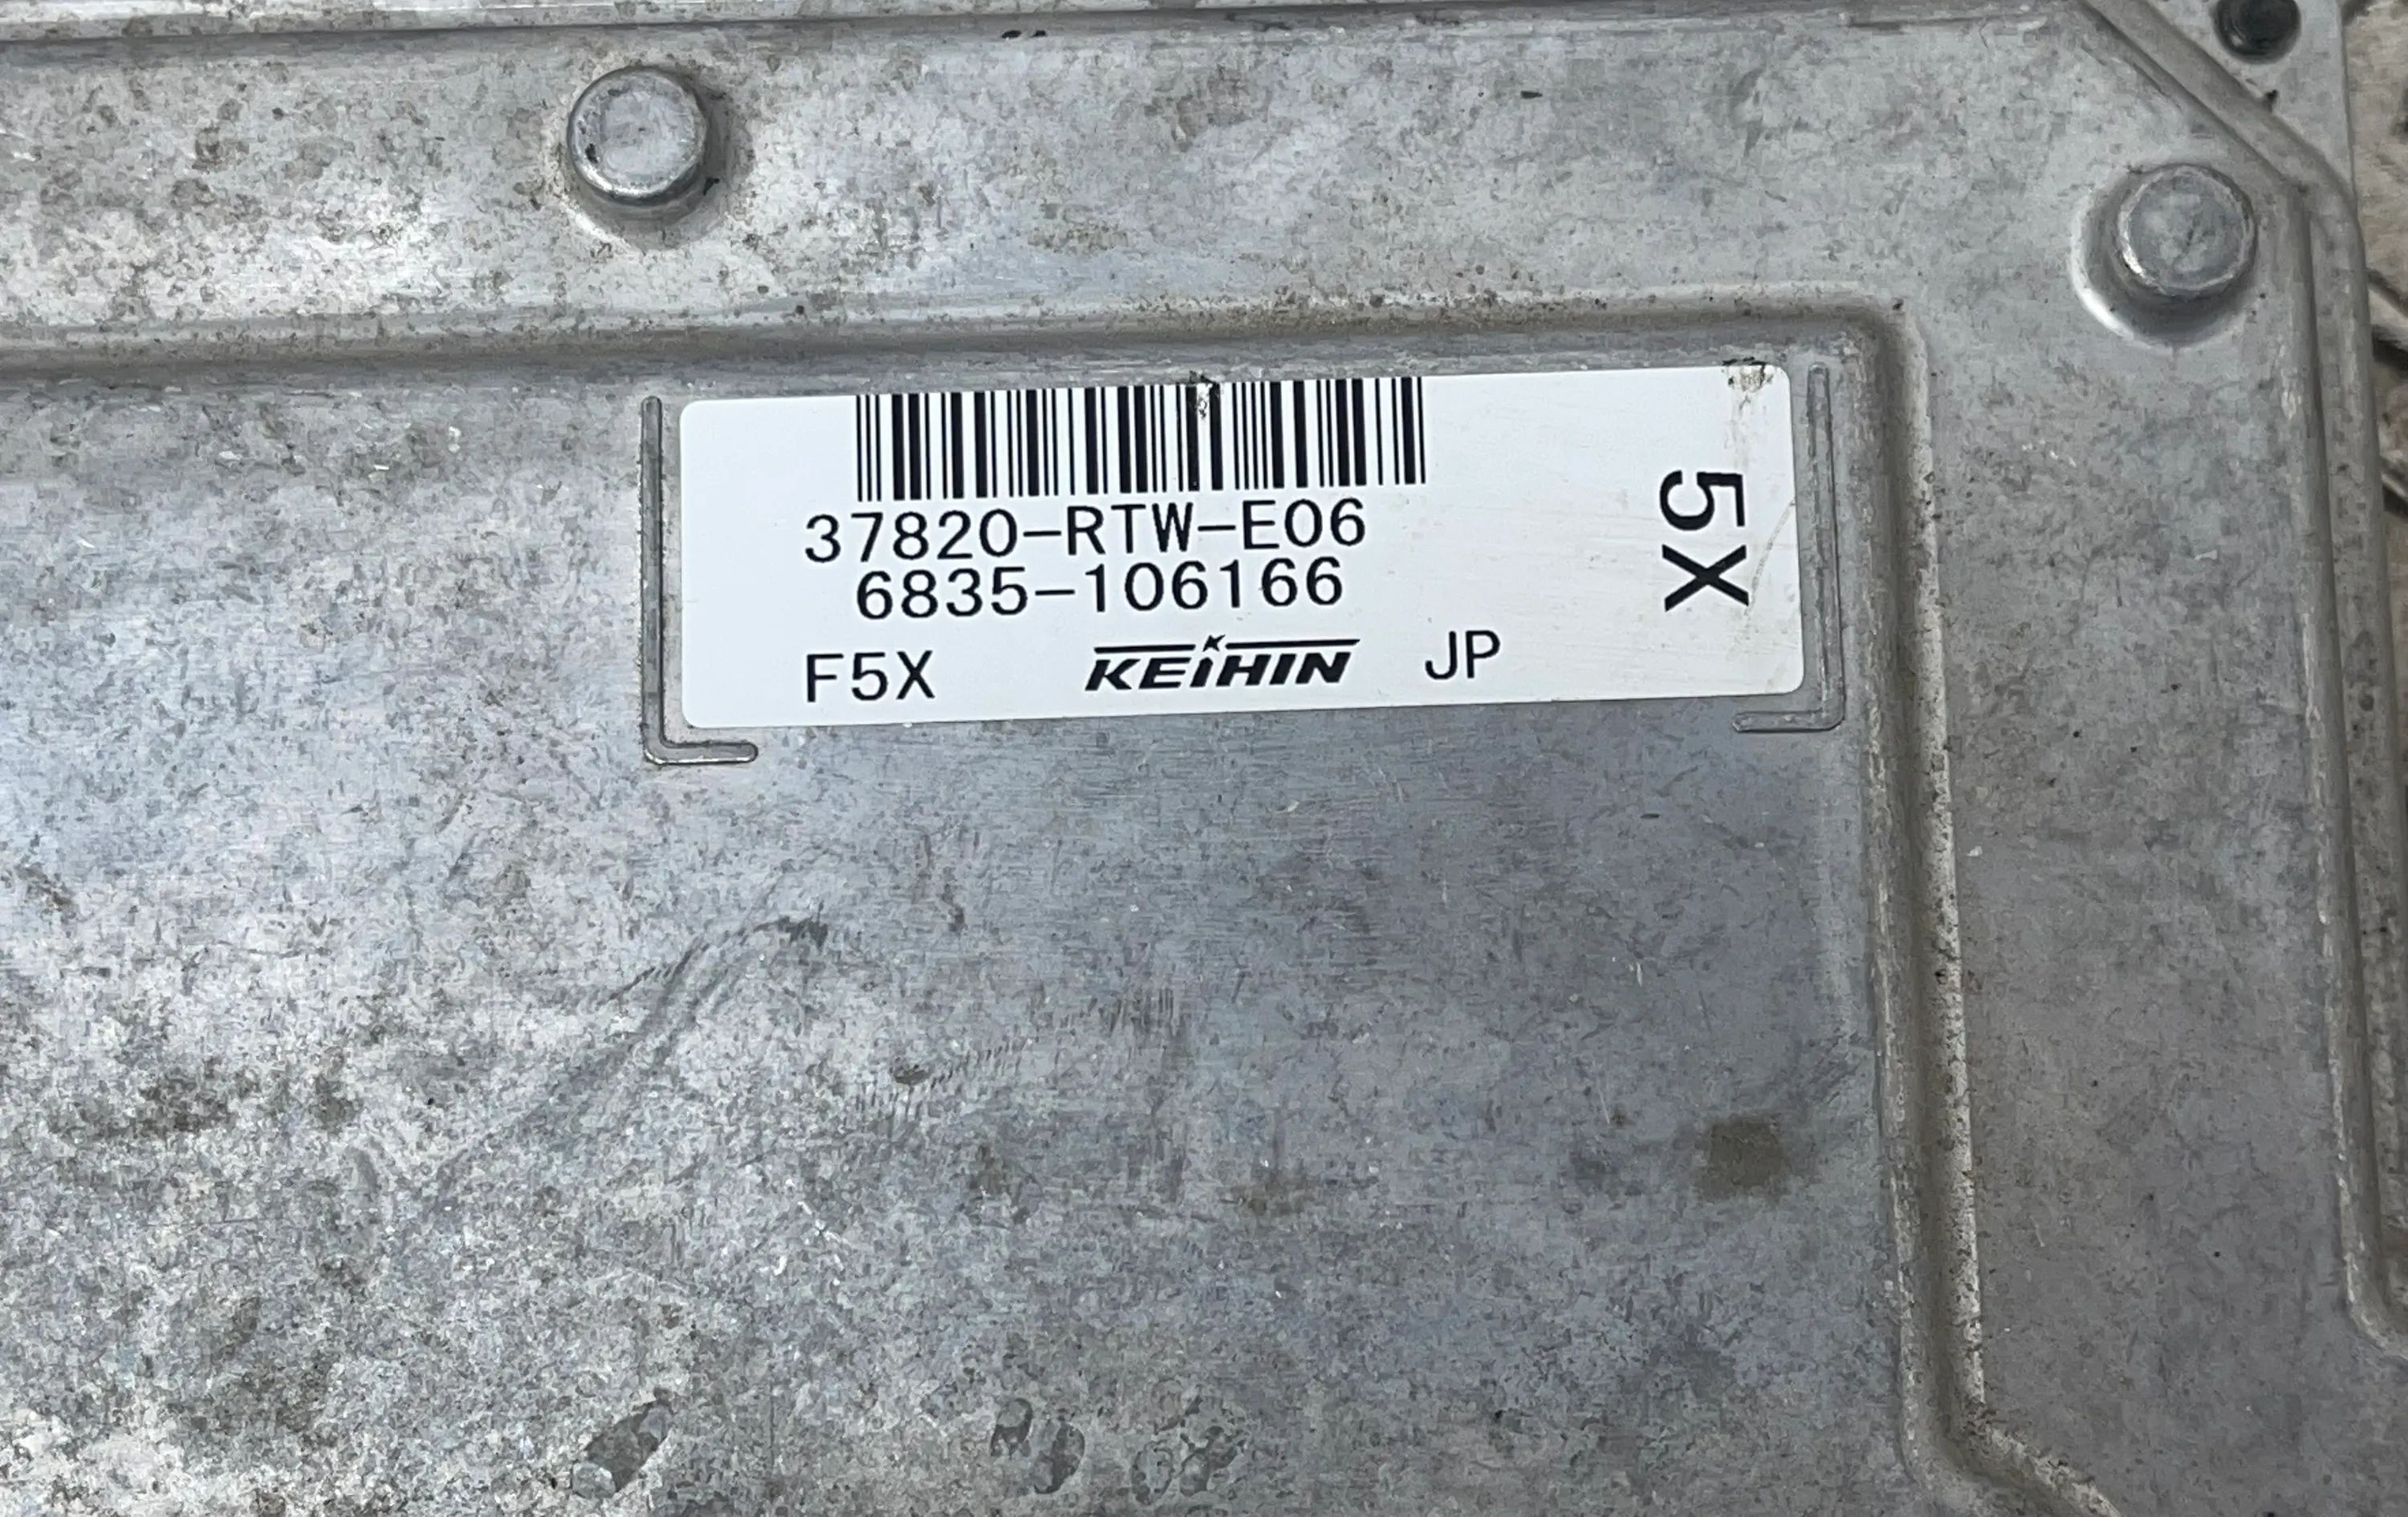 37820-RTW-E06
6835-106166
F5X KEIHIN JP
5X